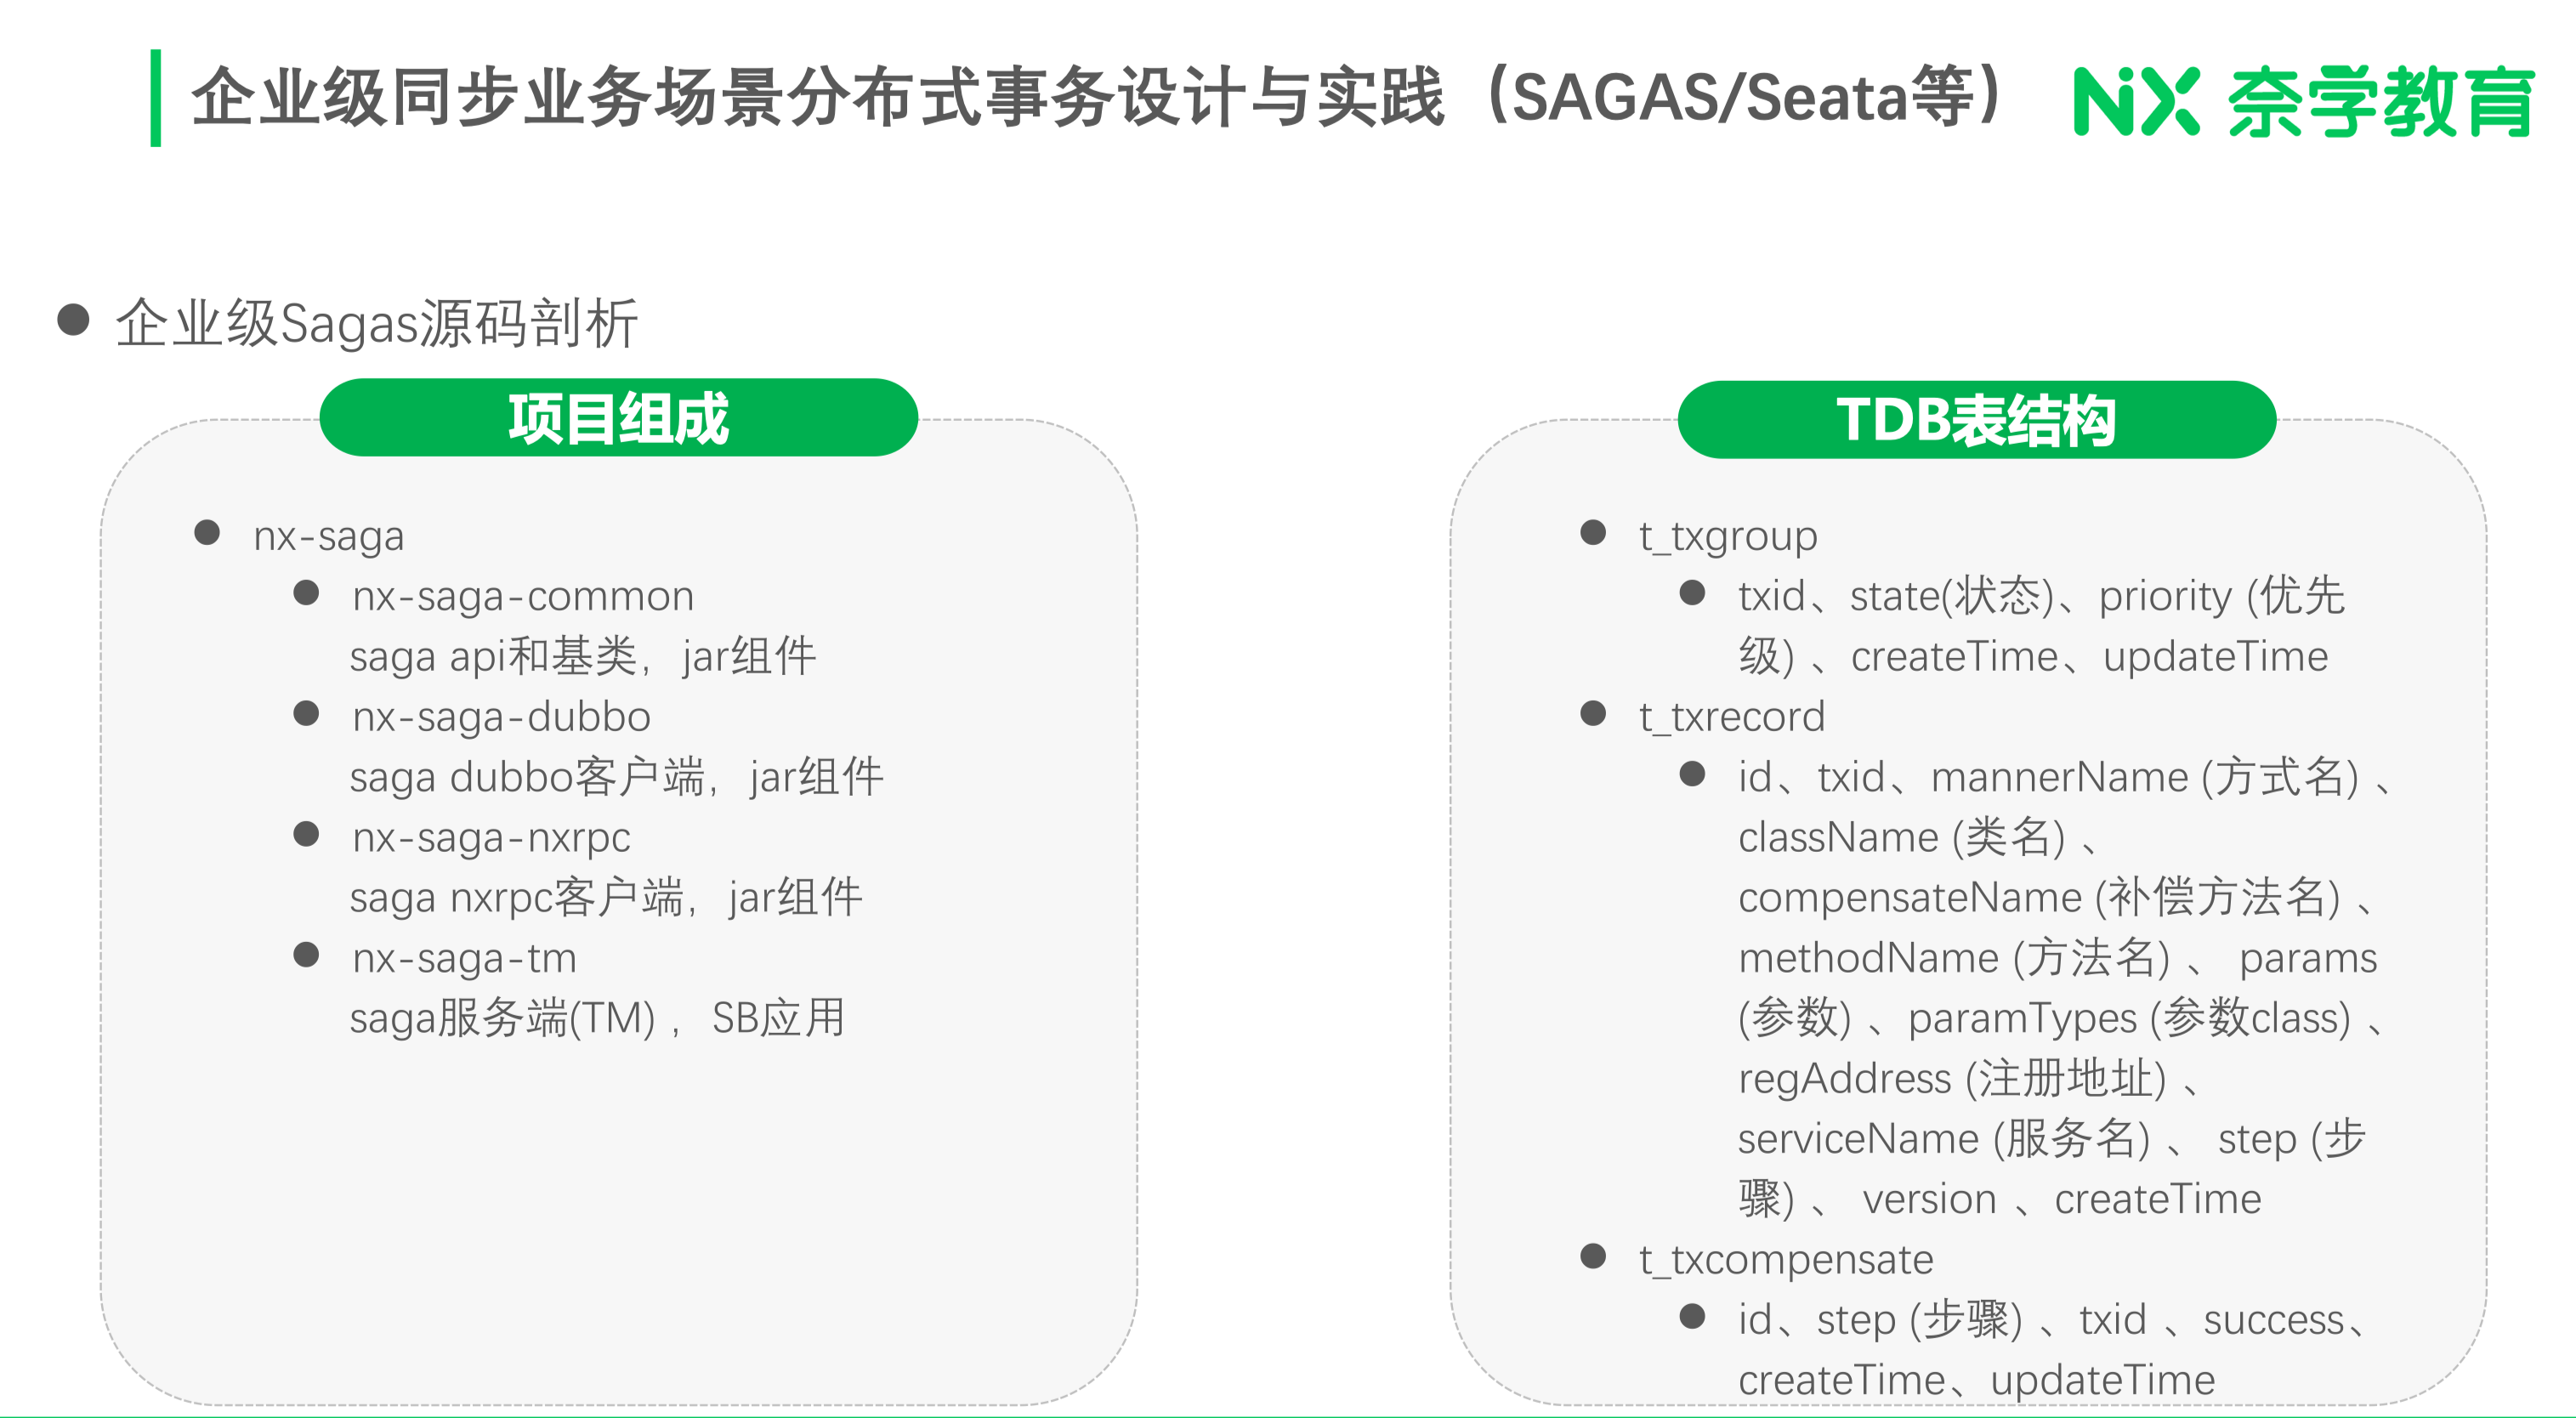 企业级同步业务场景分布式事务设计与实践（SAGAS/Seata等）
NX 奈学教育
企业级Sagas源码剖析
项目组成
nx-saga
nx-saga-common
saga api和基类，jar组件
nx-saga-dubbo
saga dubbo客户端，jar组件
nx-saga-nxrpc
saga nxrpc客户端，jar组件
nx-saga-tm
saga服务端(TM) ，SB应用
TDB表结构
t_txgroup
txid、state(状态)、priority (优先
级) 、createTime、updateTime
t_txrecord
id、txid、mannerName (方式名) 、
className (类名) 、
compensateName (补偿方法名) 、
methodName (方法名) 、 params
(参数) 、paramTypes (参数class) 、
regAddress (注册地址) 、
serviceName (服务名) 、 step (步
骤) 、 version 、createTime
t_txcompensate
id、step (步骤) 、txid 、success、
createTime、updateTime